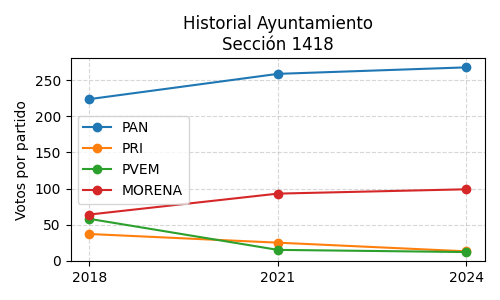 Historial Ayuntamiento
Sección 1418
Votos por partido
250
200
150
100
50
0
PAN
PRI
PVEM
MORENA
2018
2021
2024